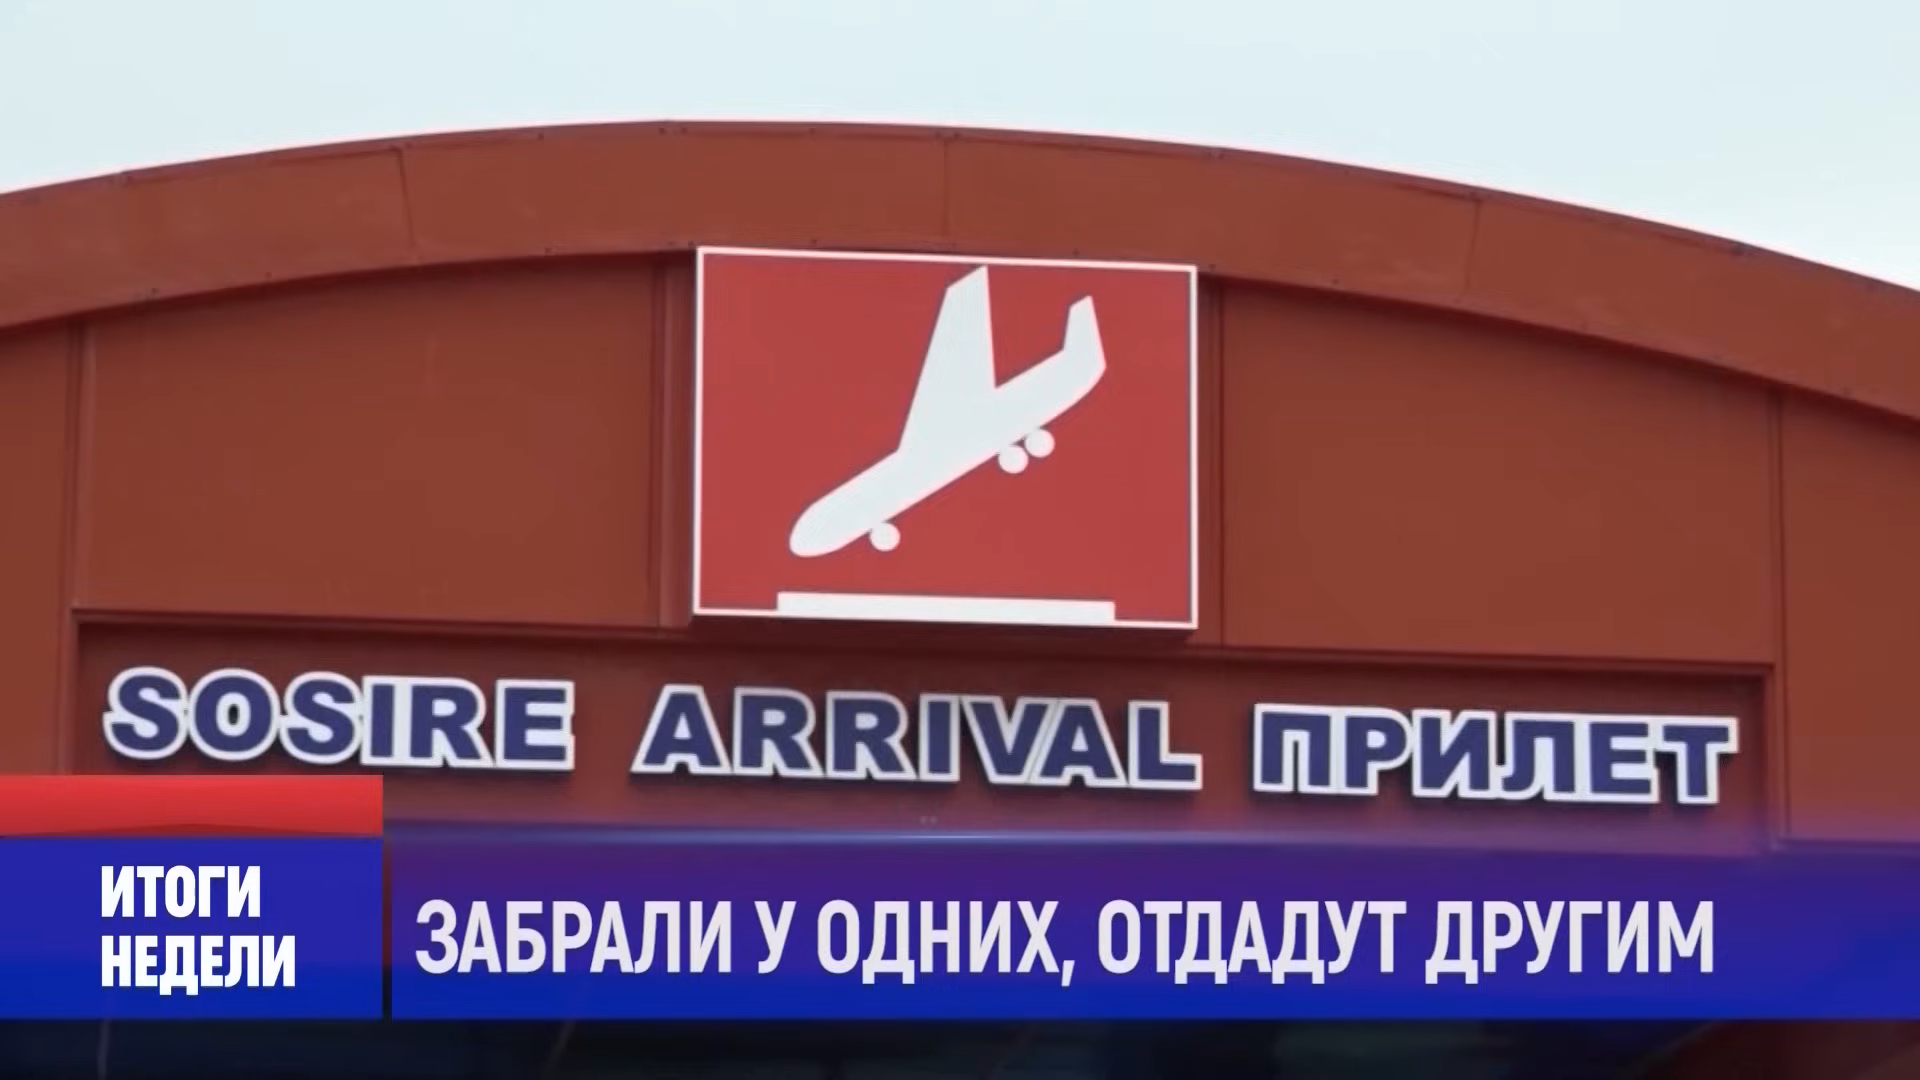 SOSIRE ARRIVAL ПРИЛЕТ
ИТОГИ
НЕДЕЛИ
ЗАБРАЛИ У ОДНИХ, ОТДАДУТ ДРУГИМ